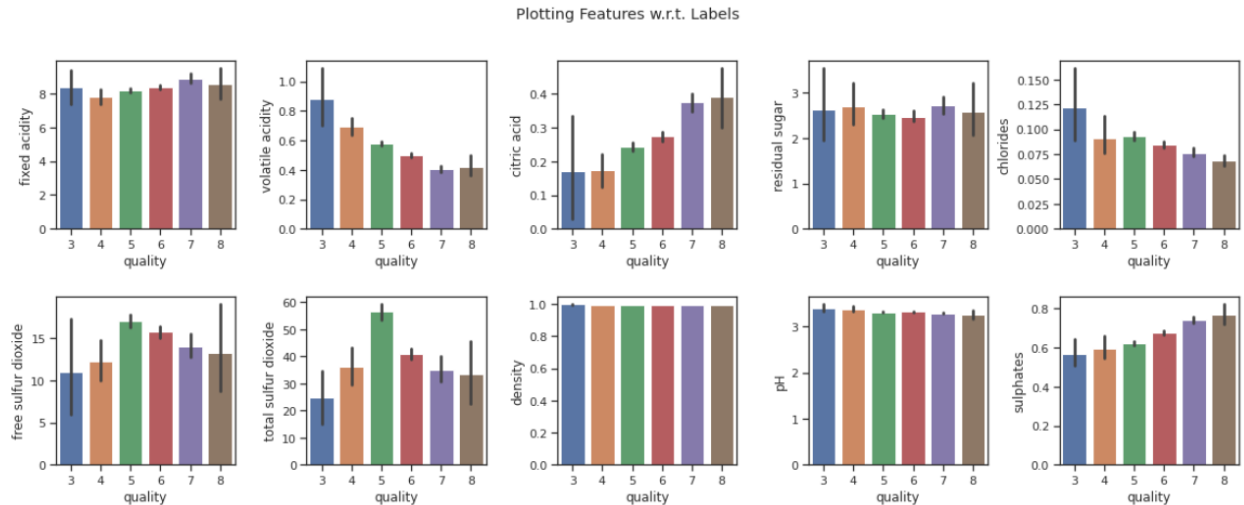 Plotting Features w.r.t. Labels
fixed acidity
8
6
4
2
0
3 4 5 6 7 8
quality
volatile acidity
1.0
0.8
0.6
0.4
0.2
0.0
3 4 5 6 7 8
quality
citric acid
0.4
0.3
0.2
0.1
0.0
3 4 5 6 7 8
quality
residual sugar
3
2
1
0
3 4 5 6 7 8
quality
chlorides
0.150
0.125
0.100
0.075
0.050
0.025
0.000
3 4 5 6 7 8
quality
free sulfur dioxide
15
10
5
0
3 4 5 6 7 8
quality
total sulfur dioxide
60
50
40
30
20
10
0
3 4 5 6 7 8
quality
density
1.0
0.8
0.6
0.4
0.2
0.0
3 4 5 6 7 8
quality
pH
3
2
1
0
3 4 5 6 7 8
quality
sulphates
0.8
0.6
0.4
0.2
0.0
3 4 5 6 7 8
quality